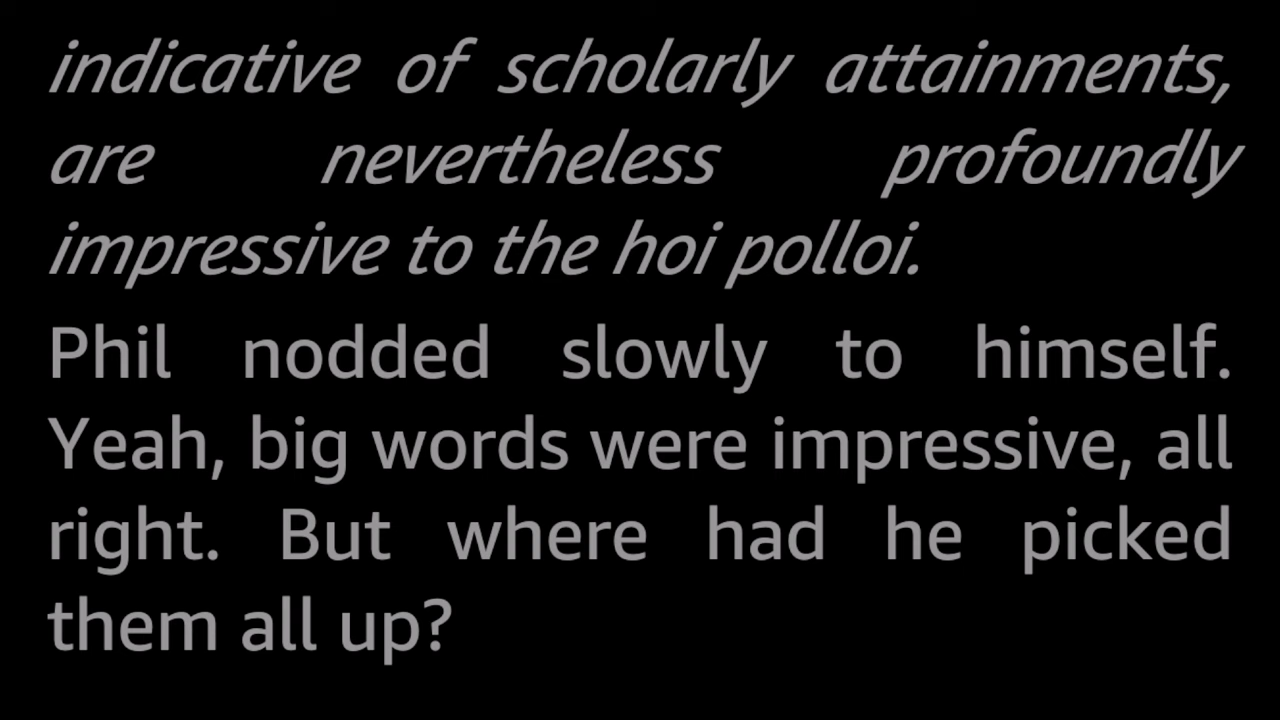 indicative of scholarly attainments,
are nevertheless profoundly
impressive to the hoi polloi.
Phil nodded slowly to himself.
Yeah, big words were impressive, all
right. But where had he picked
them all up?